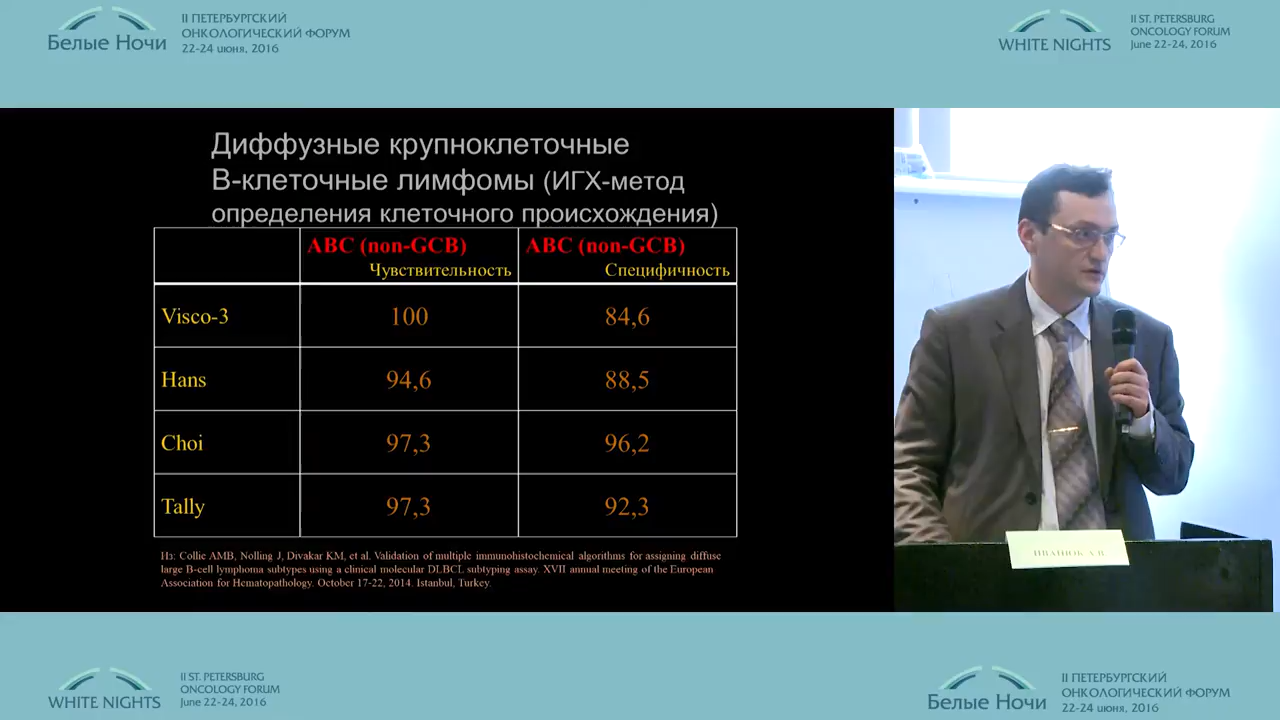 Белые Ночи
II ПЕТЕРБУРГСКИЙ
ОНКОЛОГИЧЕСКИЙ ФОРУМ
22-24 июня, 2016
WHITE NIGHTS
II ST. PETERSBURG
ONCOLOGY FORUM
June 22-24, 2016
Диффузные крупноклеточные
В-клеточные лимфомы (ИГХ-метод
определения клеточного происхождения)
ABC (non-GCB) ABC (non-GCB)
Чувствительность Специфичность
Visco-3 100 84,6
Hans 94,6 88,5
Choi 97,3 96,2
Tally 97,3 92,3
Из: Collie AMB, Nolling J, Divakar KM, et al. Validation of multiple immunohistochemical algorithms for assigning diffuse
large B-cell lymphoma subtypes using a clinical molecular DLBCL subtyping assay. XVII annual meeting of the European
Association for Hematopathology. October 17-22, 2014. Istanbul, Turkey.
ИВАНЮК А.В
WHITE NIGHTS
II ST. PETERSBURG
ONCOLOGY FORUM
June 22-24, 2016
Белые Ночи
II ПЕТЕРБУРГСКИЙ
ОНКОЛОГИЧЕСКИЙ ФОРУМ
22-24 июня, 2016